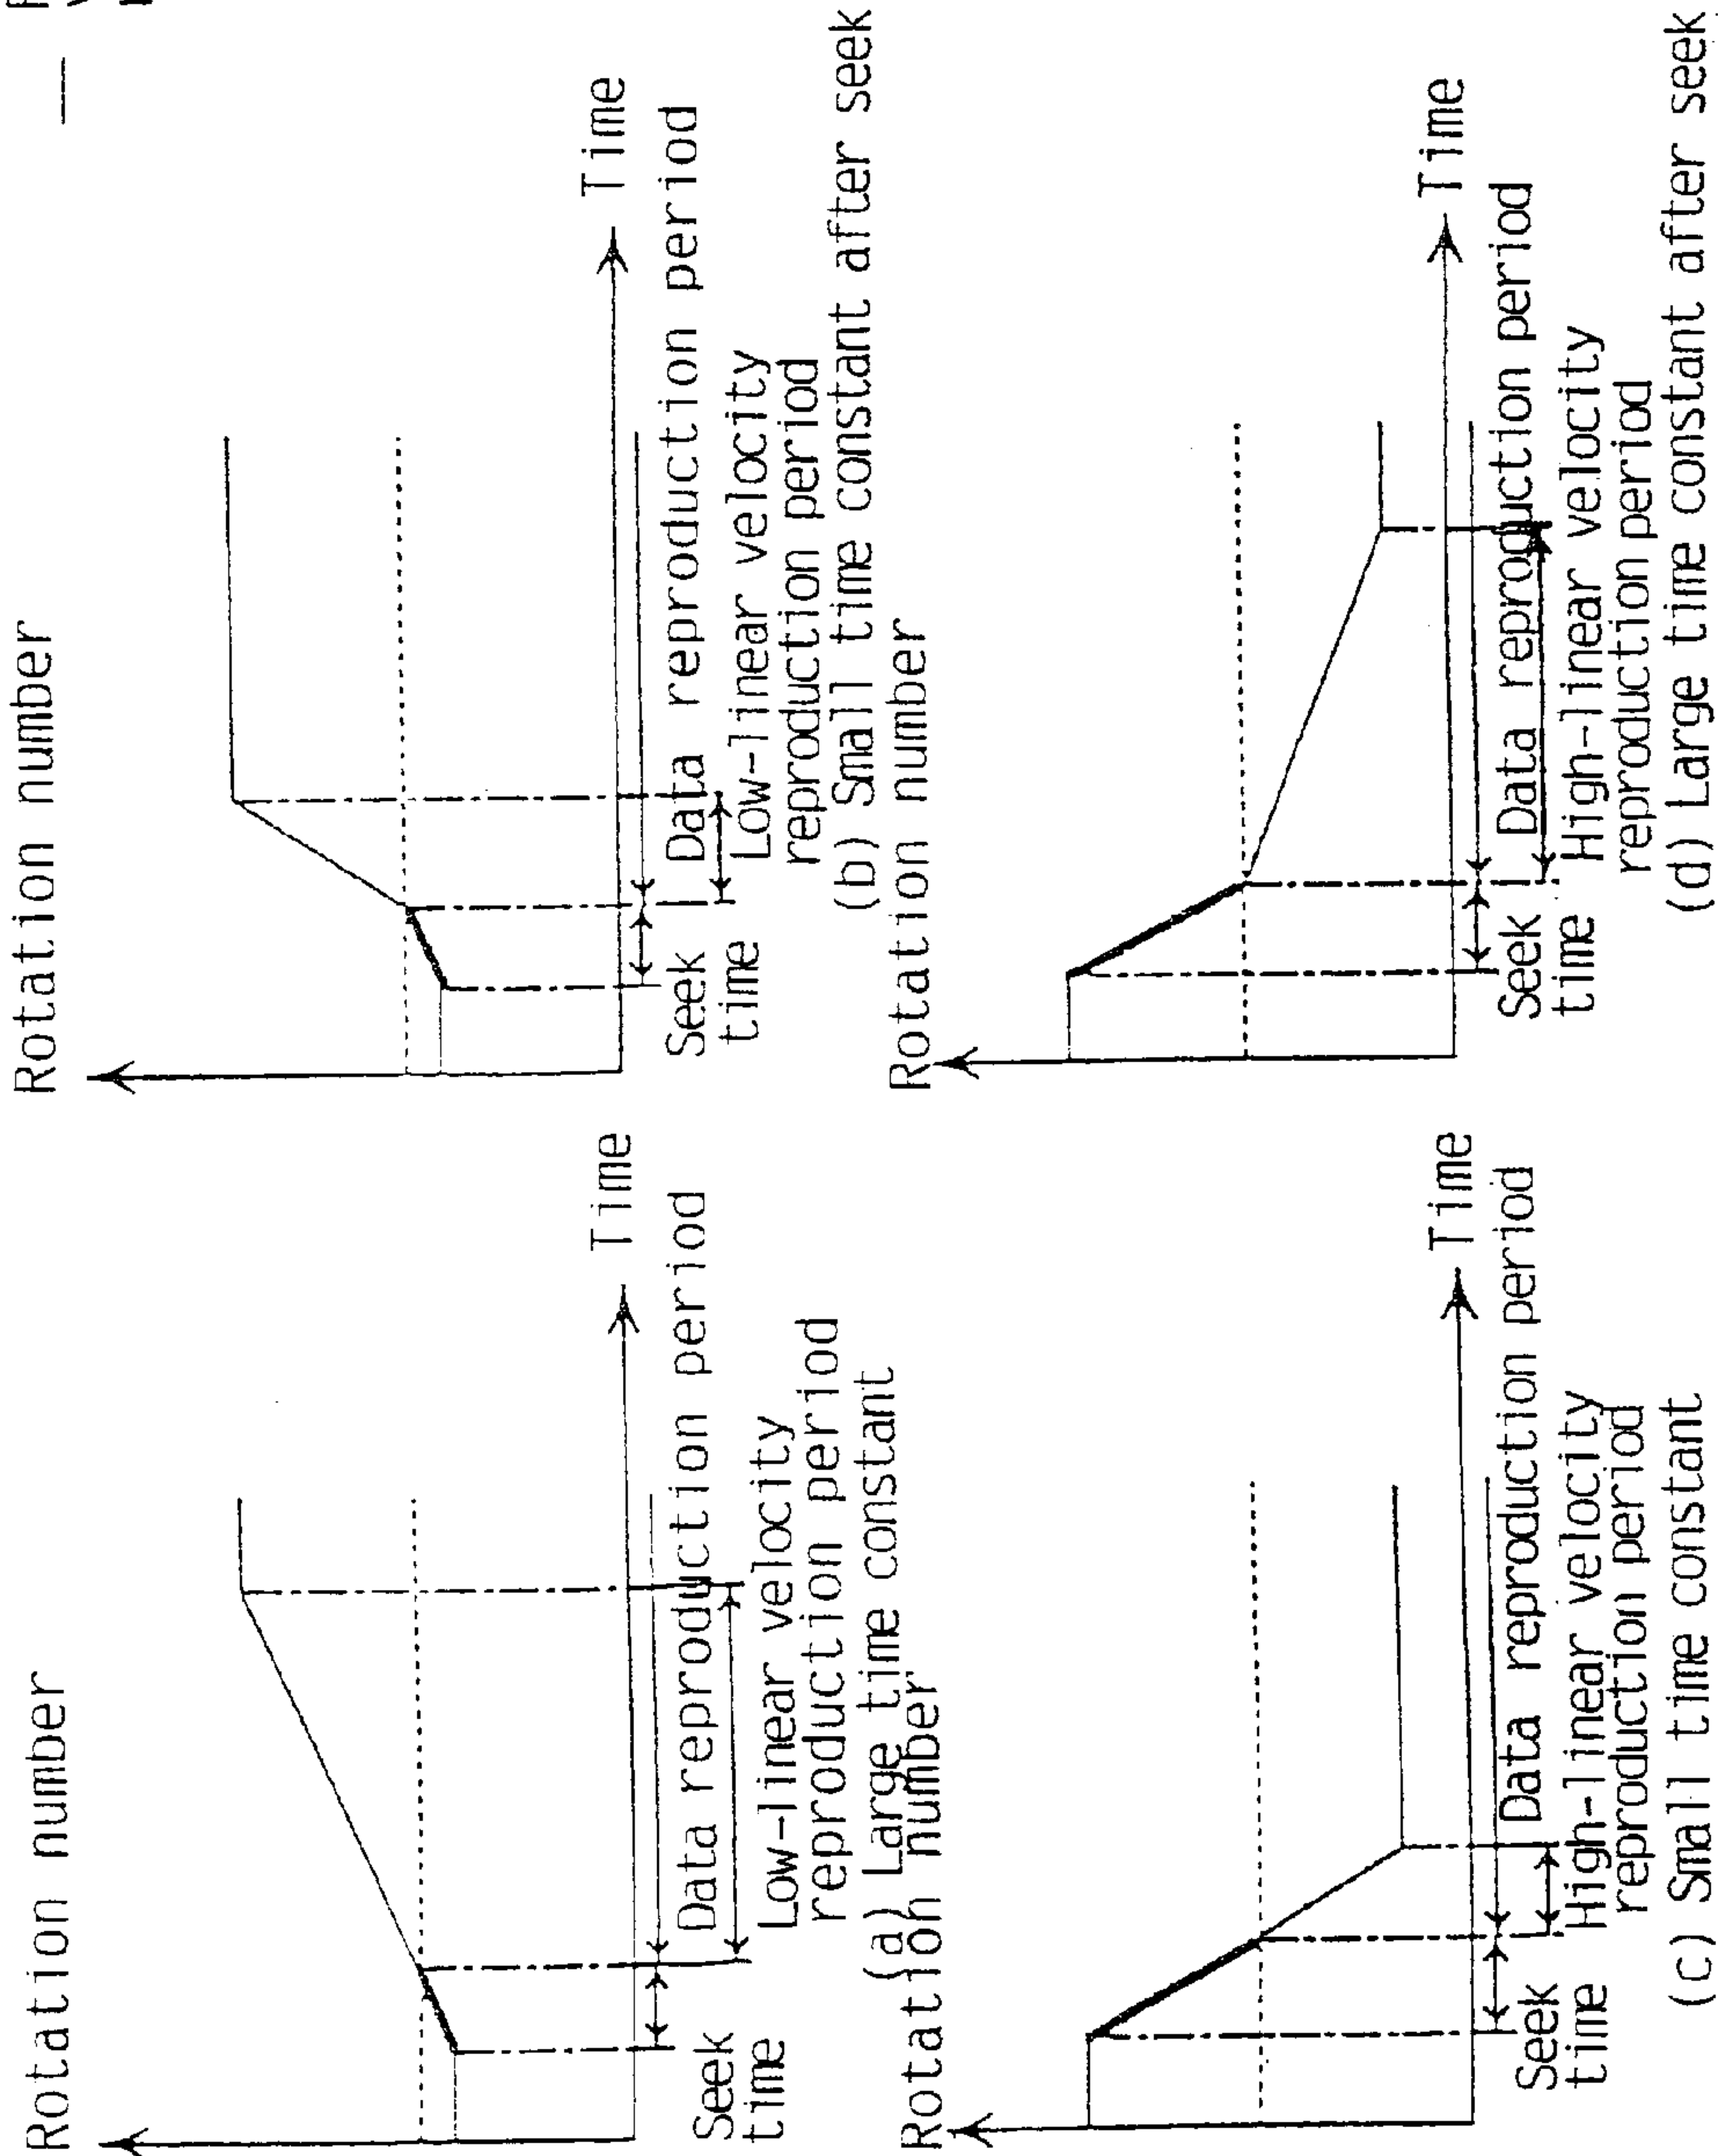 Rotation number
Time
Seek
time
Data reproduction period
Low-linear velocity
reproduction period
(a) Large time constant
Rotation number
Time
Seek
time
Data reproduction period
Low-linear velocity
reproduction period
(b) Small time constant after seek
Rotation number
Time
Seek
time
Data reproduction period
High-linear velocity
reproduction period
(c) Small time constant
Rotation number
Time
Seek
time
Data reproduction period
High-linear velocity
reproduction period
(d) Large time constant after seek